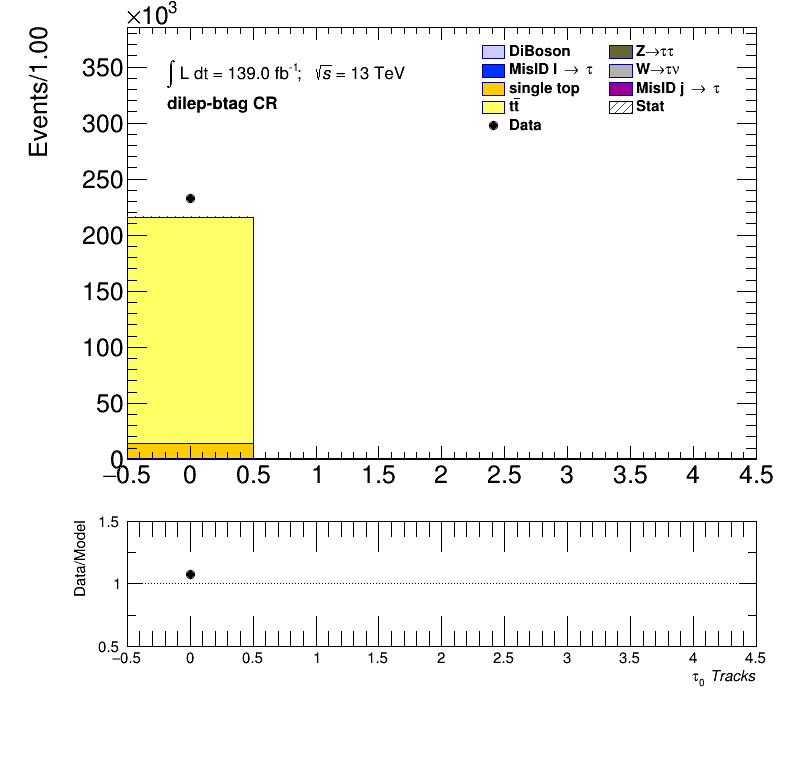 ×10³
Events/1.00
350
300
250
200
150
100
50
0
∫ L dt = 139.0 fb⁻¹; √s = 13 TeV
dilep-btag CR
DiBoson
MisID l → τ
single top
tt̄
Data
Z→ττ
W→τν
MisID j → τ
Stat
−0.5 0 0.5 1 1.5 2 2.5 3 3.5 4 4.5
Data/Model
1.5
1
0.5
−0.5 0 0.5 1 1.5 2 2.5 3 3.5 4 4.5
τ₀ Tracks